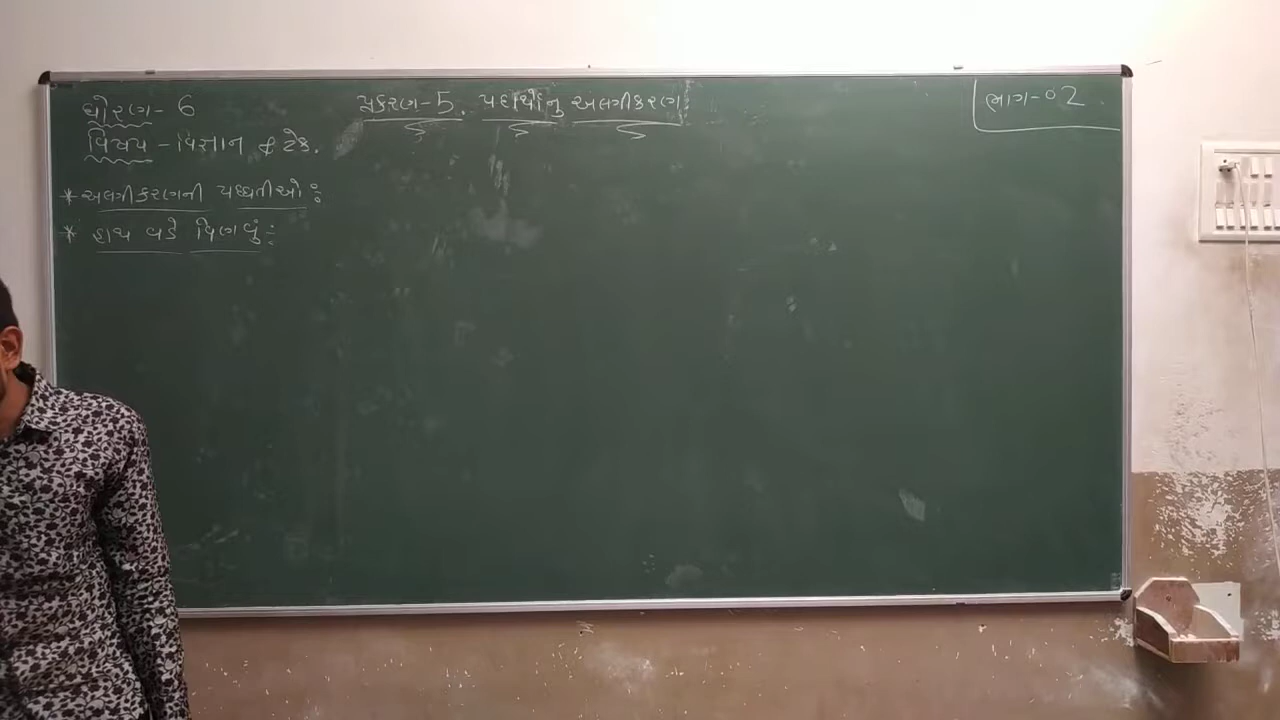 ધોરણ- 6
વિષય - વિજ્ઞાન & ટેક.
પ્રકરણ-5. પદાર્થોનુ અલગીકરણ
ભાગ-02
* અલગીકરણની પધ્ધતીઓ :
* હાથ વડે વિણવું :